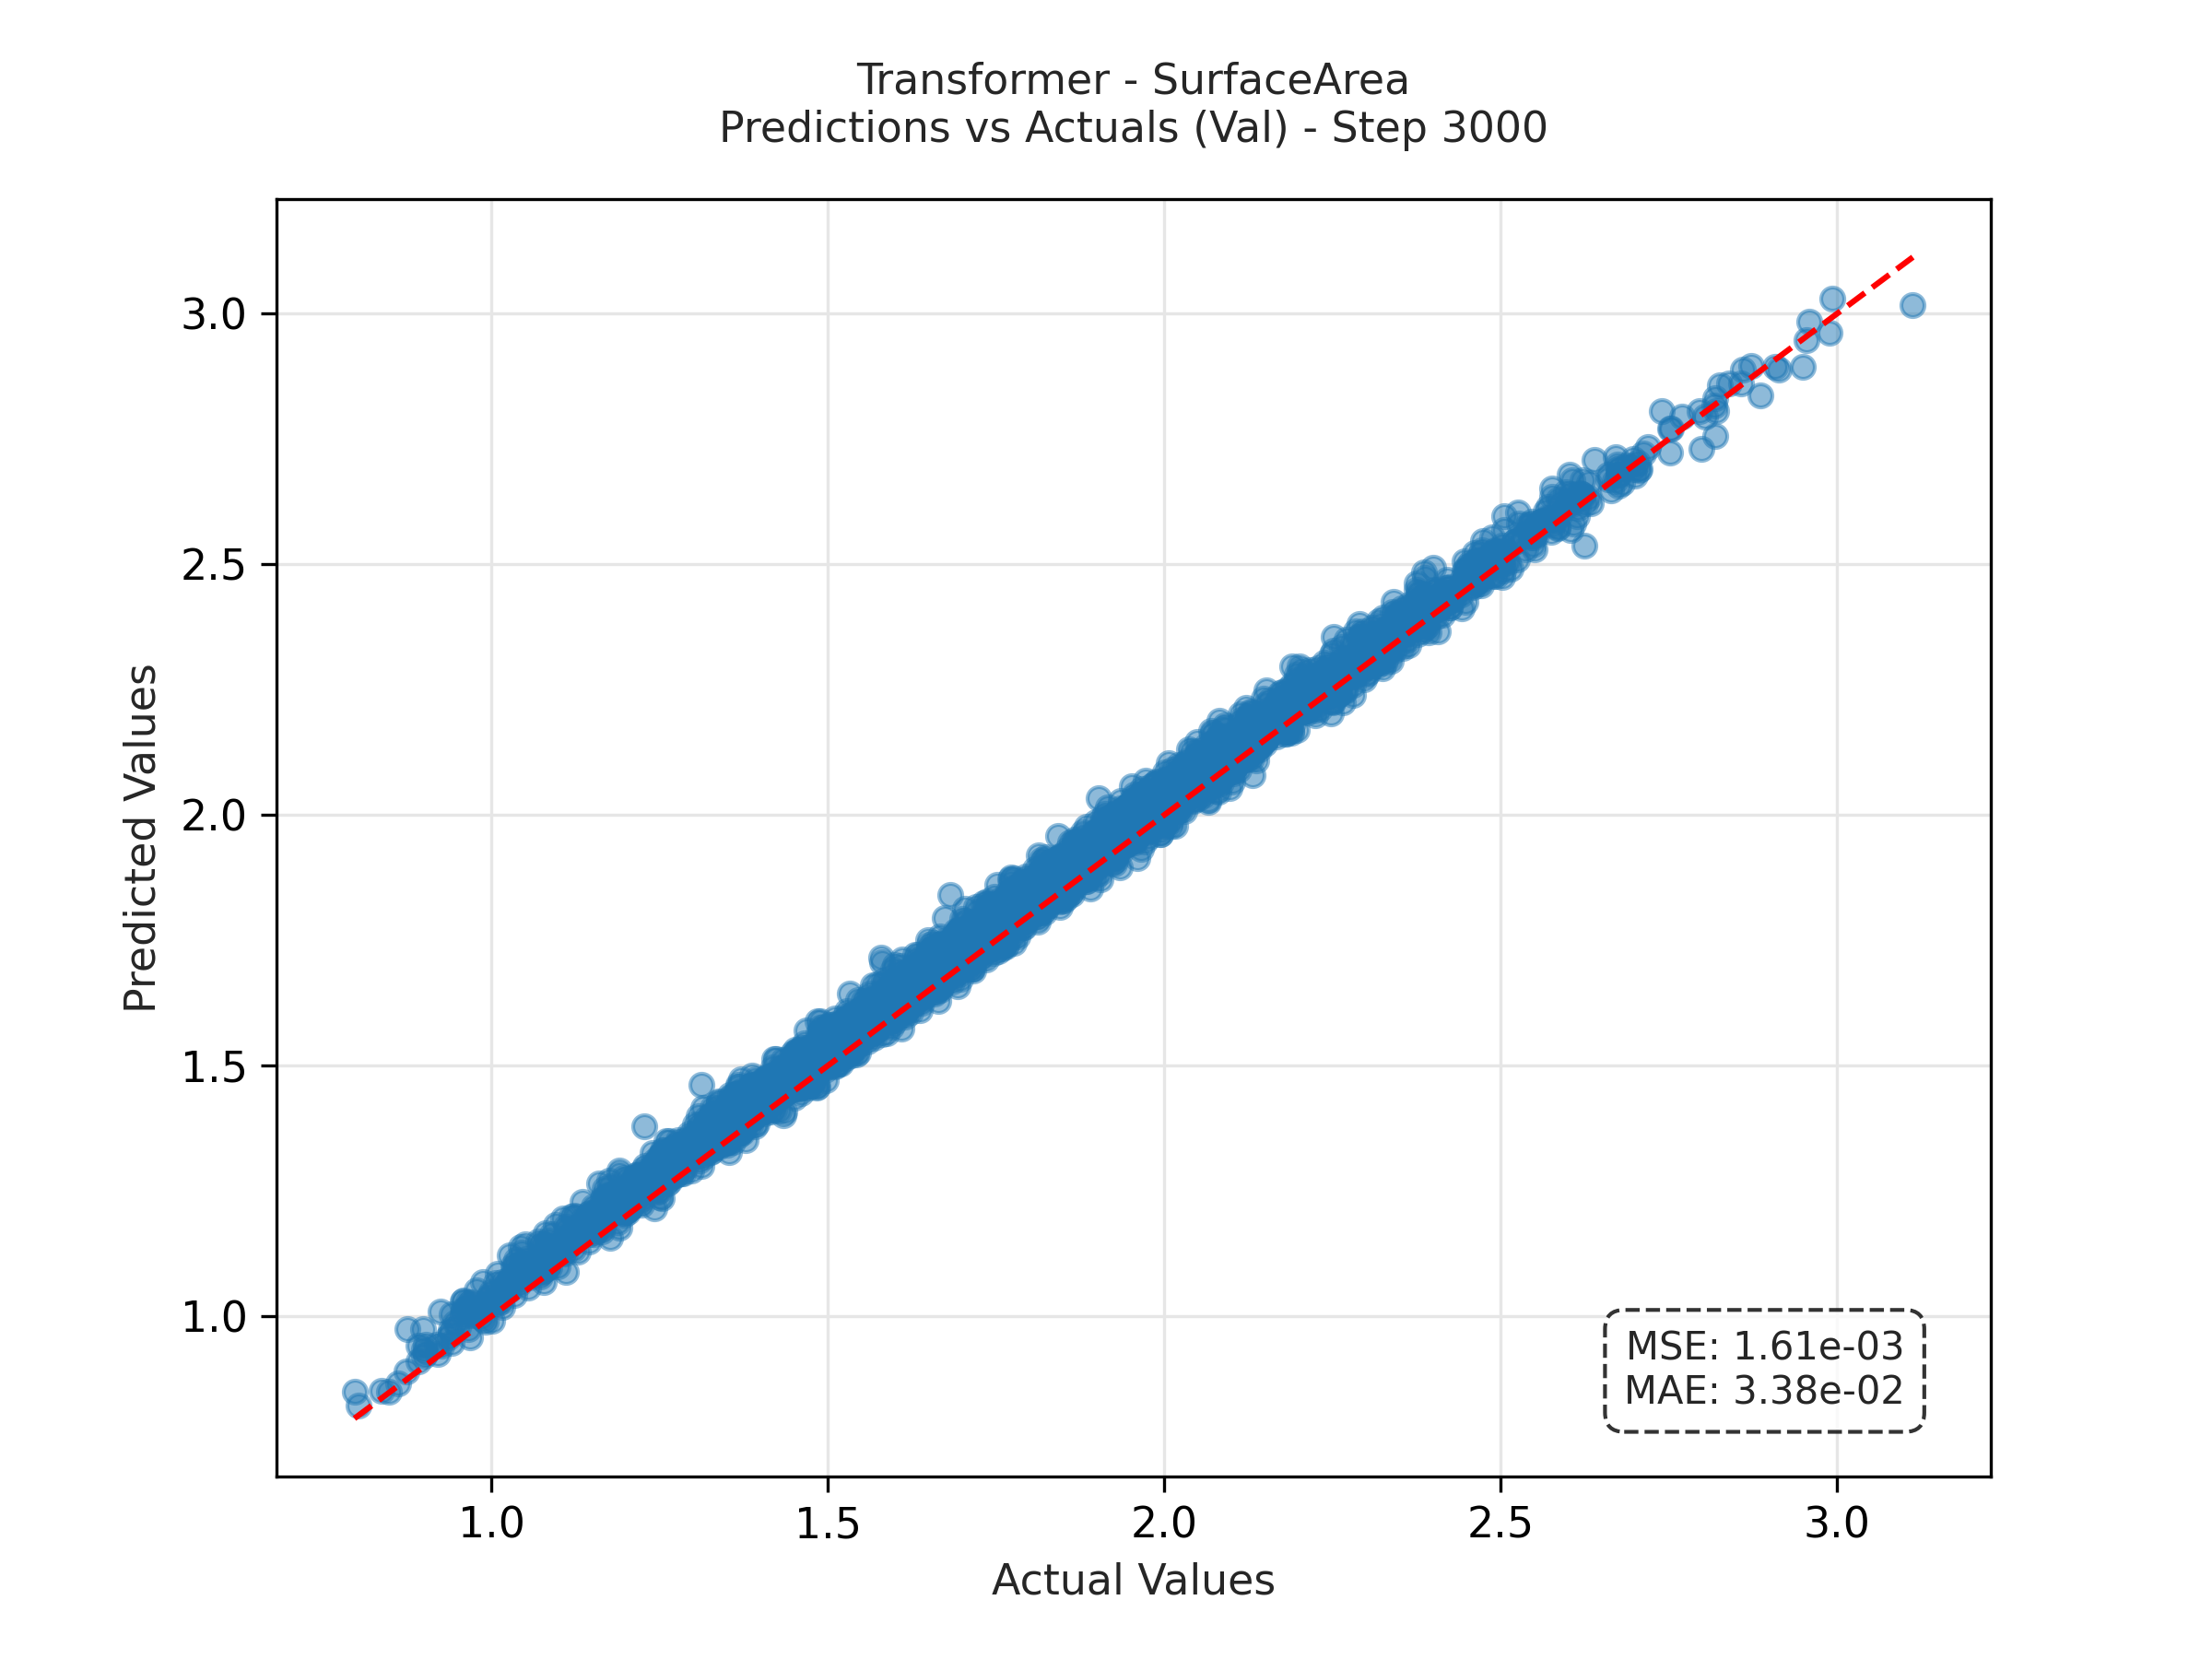 Transformer - SurfaceArea
Predictions vs Actuals (Val) - Step 3000
Predicted Values
3.0
2.5
2.0
1.5
1.0
MSE: 1.61e-03
MAE: 3.38e-02
1.0 1.5 2.0 2.5 3.0
Actual Values